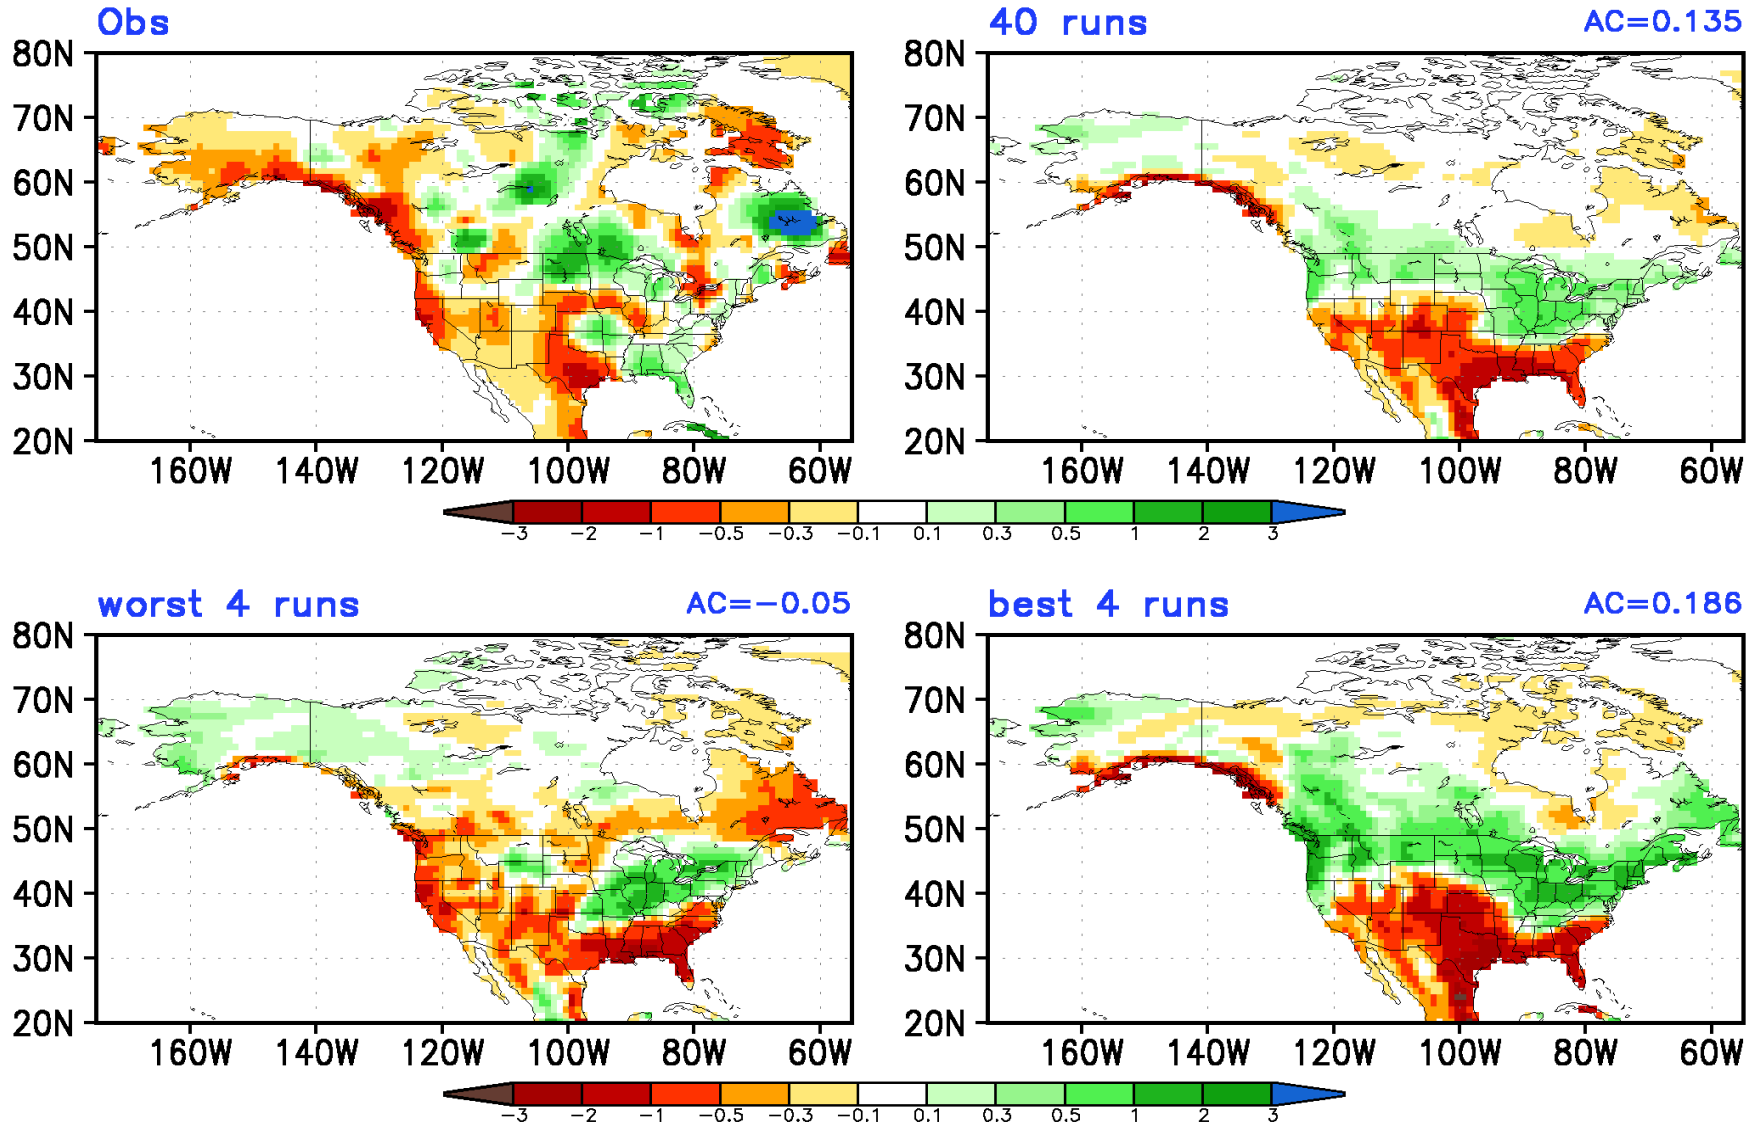 Obs
40 runs AC=0.135
80N 80N
70N 70N
60N 60N
50N 50N
40N 40N
30N 30N
20N 20N
160W 140W 120W 100W 80W 60W 160W 140W 120W 100W 80W 60W
-3 -2 -1 -0.5 -0.3 -0.1 0.1 0.3 0.5 1 2 3
worst 4 runs AC=-0.05
best 4 runs AC=0.186
80N 80N
70N 70N
60N 60N
50N 50N
40N 40N
30N 30N
20N 20N
160W 140W 120W 100W 80W 60W 160W 140W 120W 100W 80W 60W
-3 -2 -1 -0.5 -0.3 -0.1 0.1 0.3 0.5 1 2 3